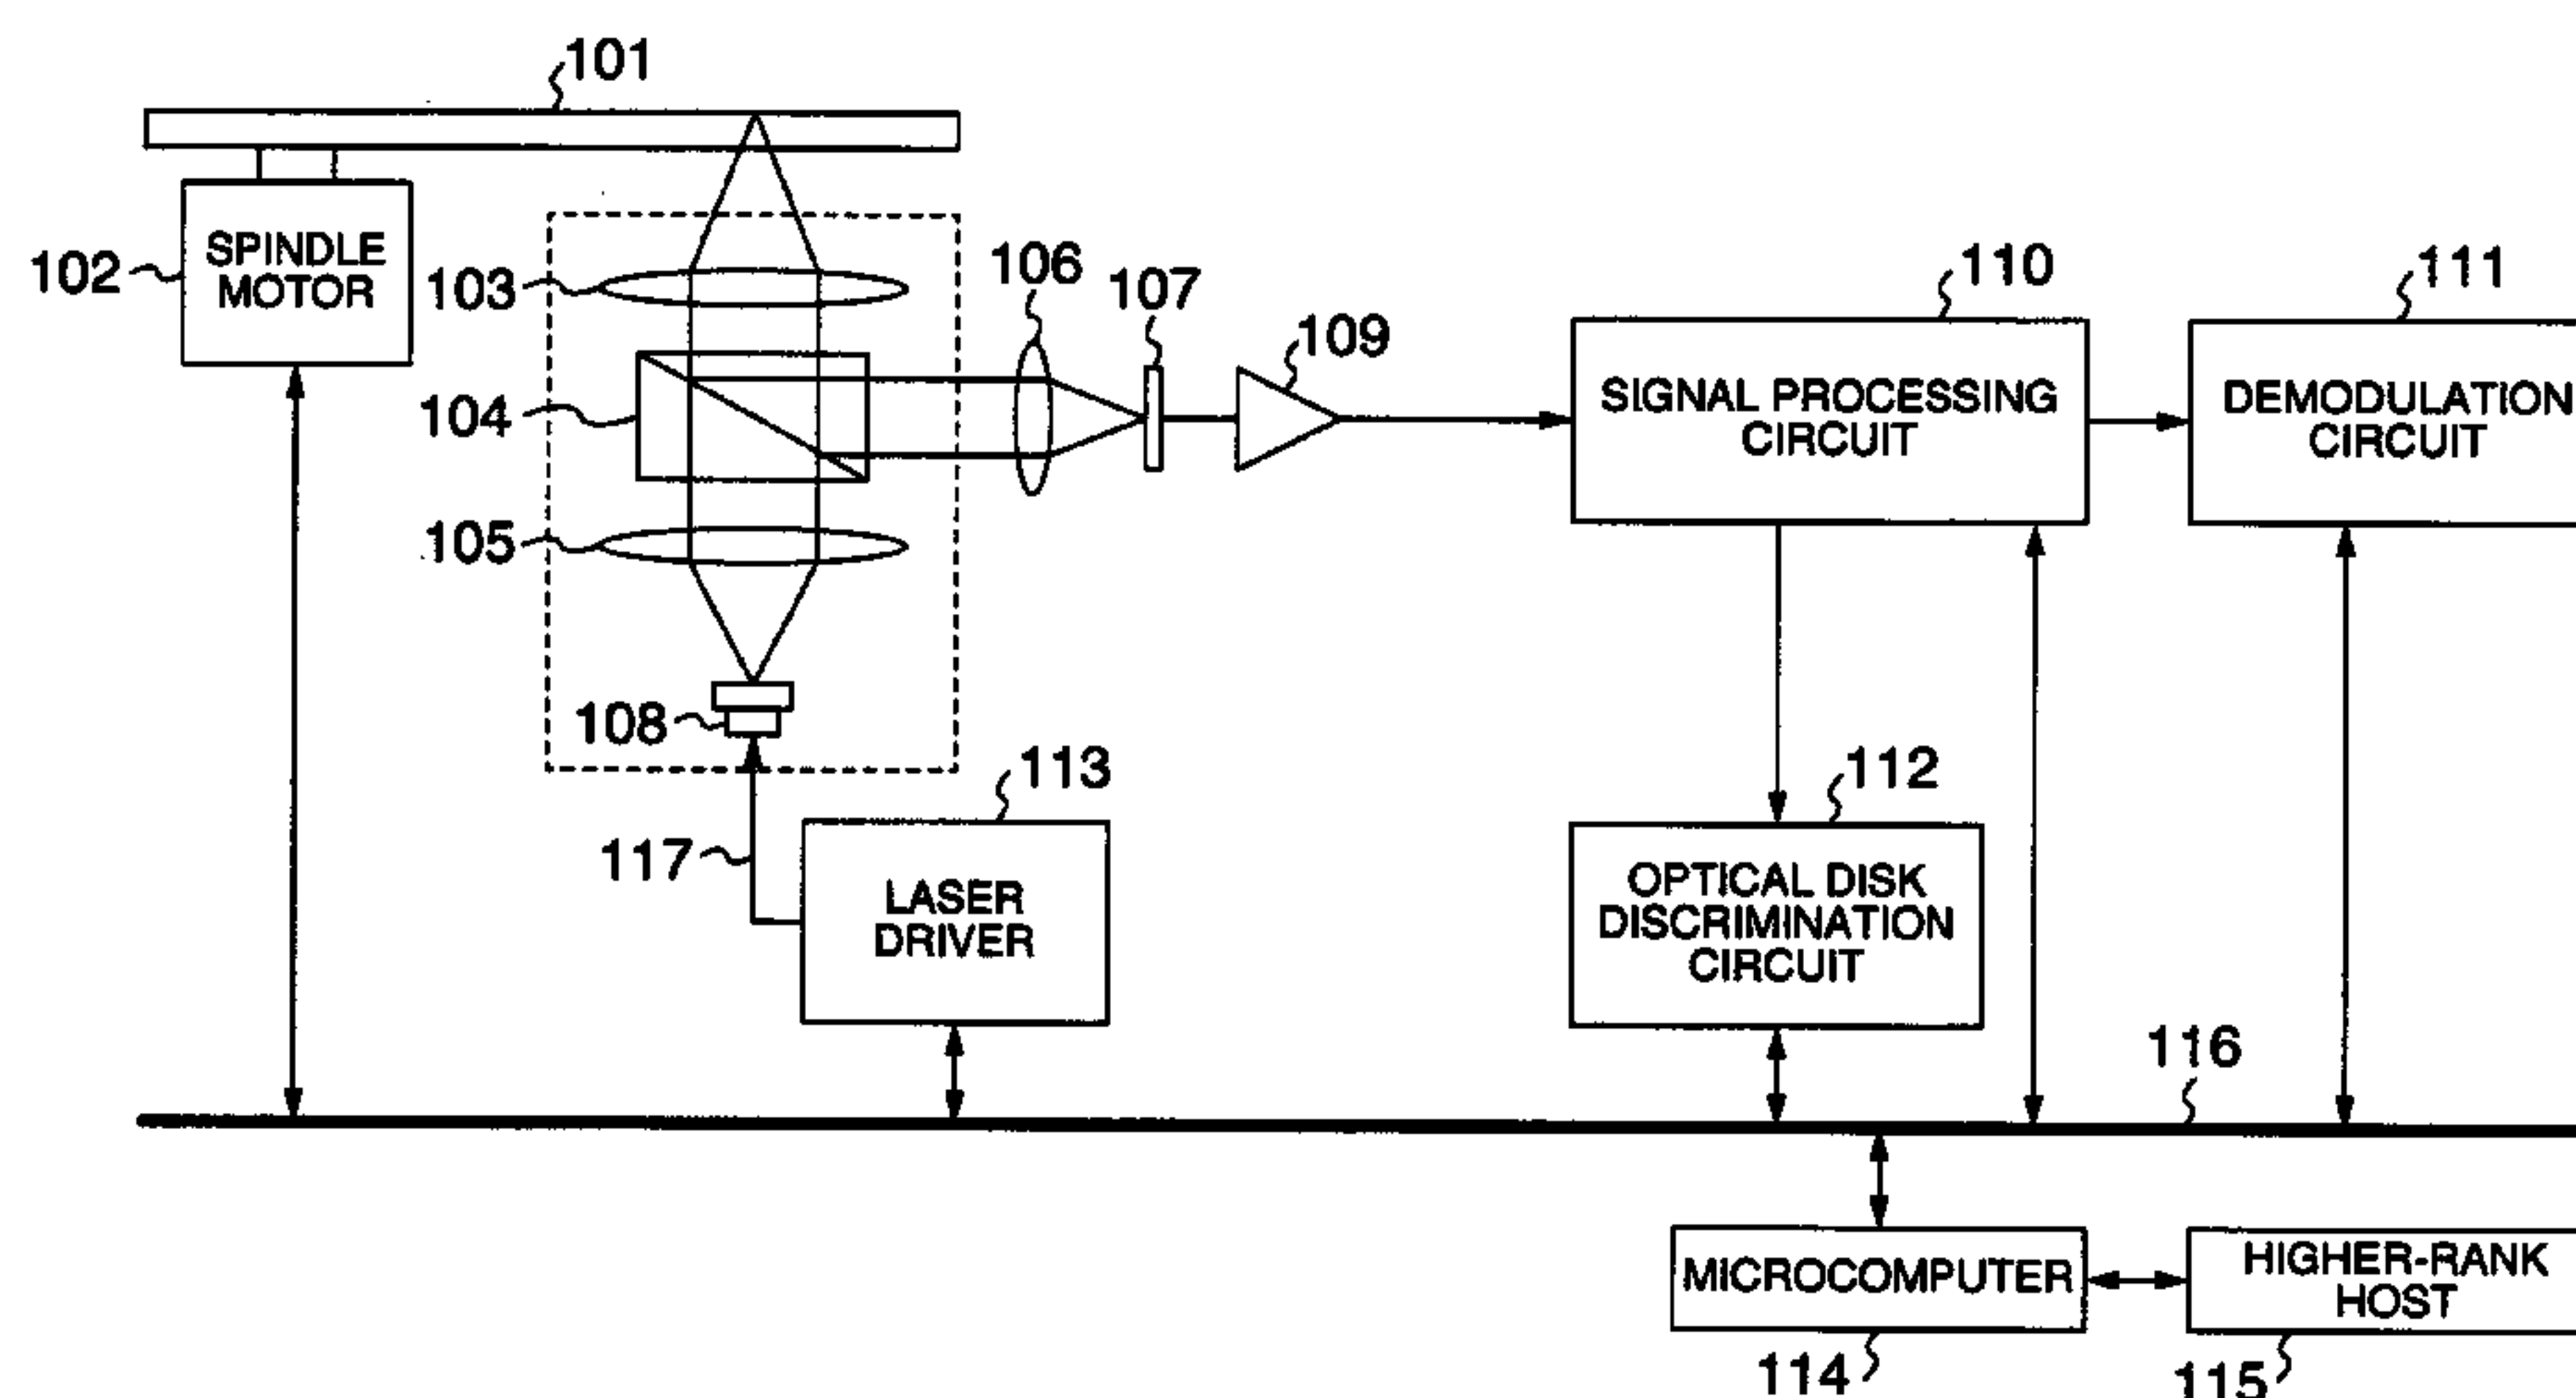 101
102
SPINDLE
MOTOR
103
104
105
106
107
109
110
SIGNAL PROCESSING
CIRCUIT
111
DEMODULATION
CIRCUIT
108
113
117
LASER
DRIVER
112
OPTICAL DISK
DISCRIMINATION
CIRCUIT
116
MICROCOMPUTER
114
HIGHER-RANK
HOST
115